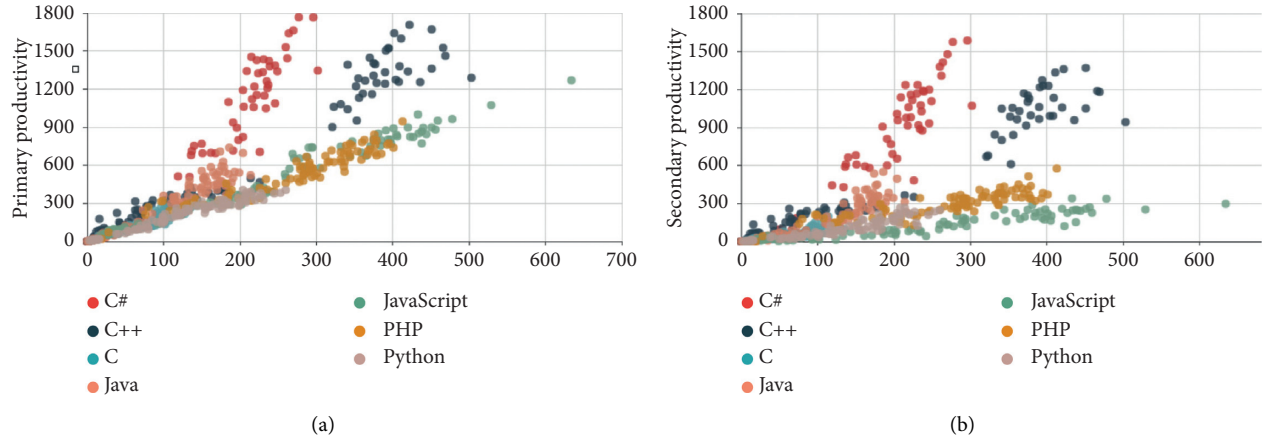 1800
1500
1200
900
600
300
0
Primary productivity
0 100 200 300 400 500 600 700
C#
C++
C
Java
JavaScript
PHP
Python
(a)
1800
1500
1200
900
600
300
0
Secondary productivity
0 100 200 300 400 600
C#
C++
C
Java
JavaScript
PHP
Python
(b)